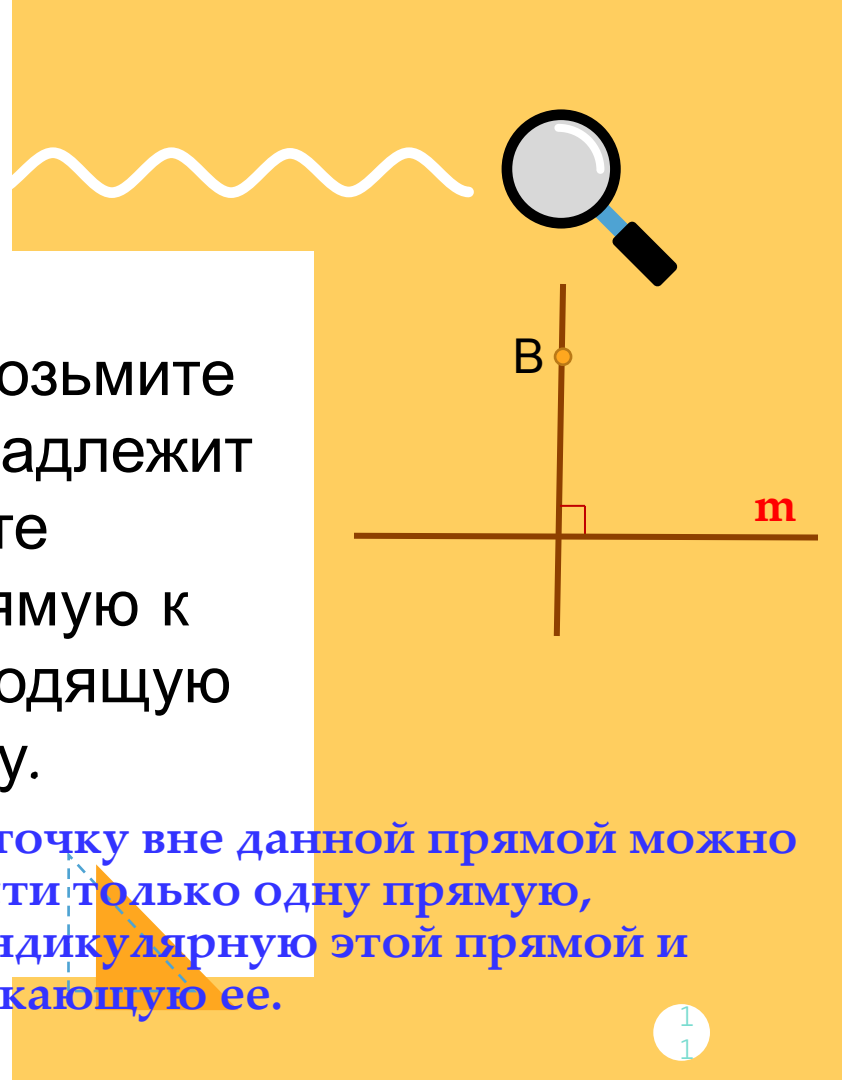 озьмите
В
адлежит
m
те
ямую к
одящую
у.
точку вне данной прямой можно
ти только одну прямую,
ндикулярную этой прямой и
кающую ее.
1
1